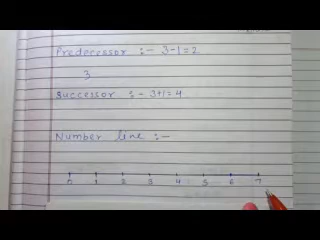 Predecessor :- 3-1=2
3
Successor :- 3+1=4
Number line :-
0 1 2 3 4 5 6 7